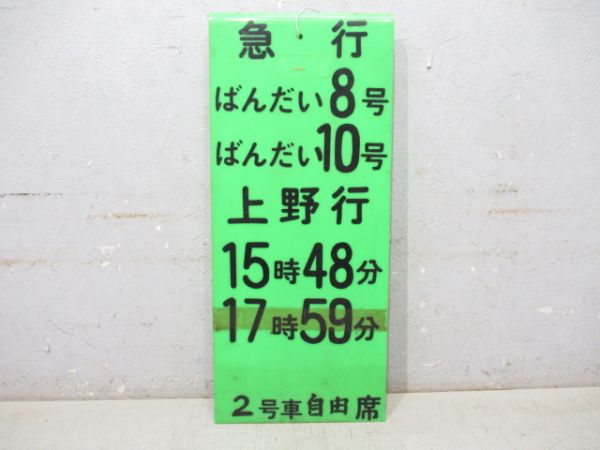 急行
ばんだい8号
ばんだい10号
上野行
15時48分
17時59分
2号車自由席